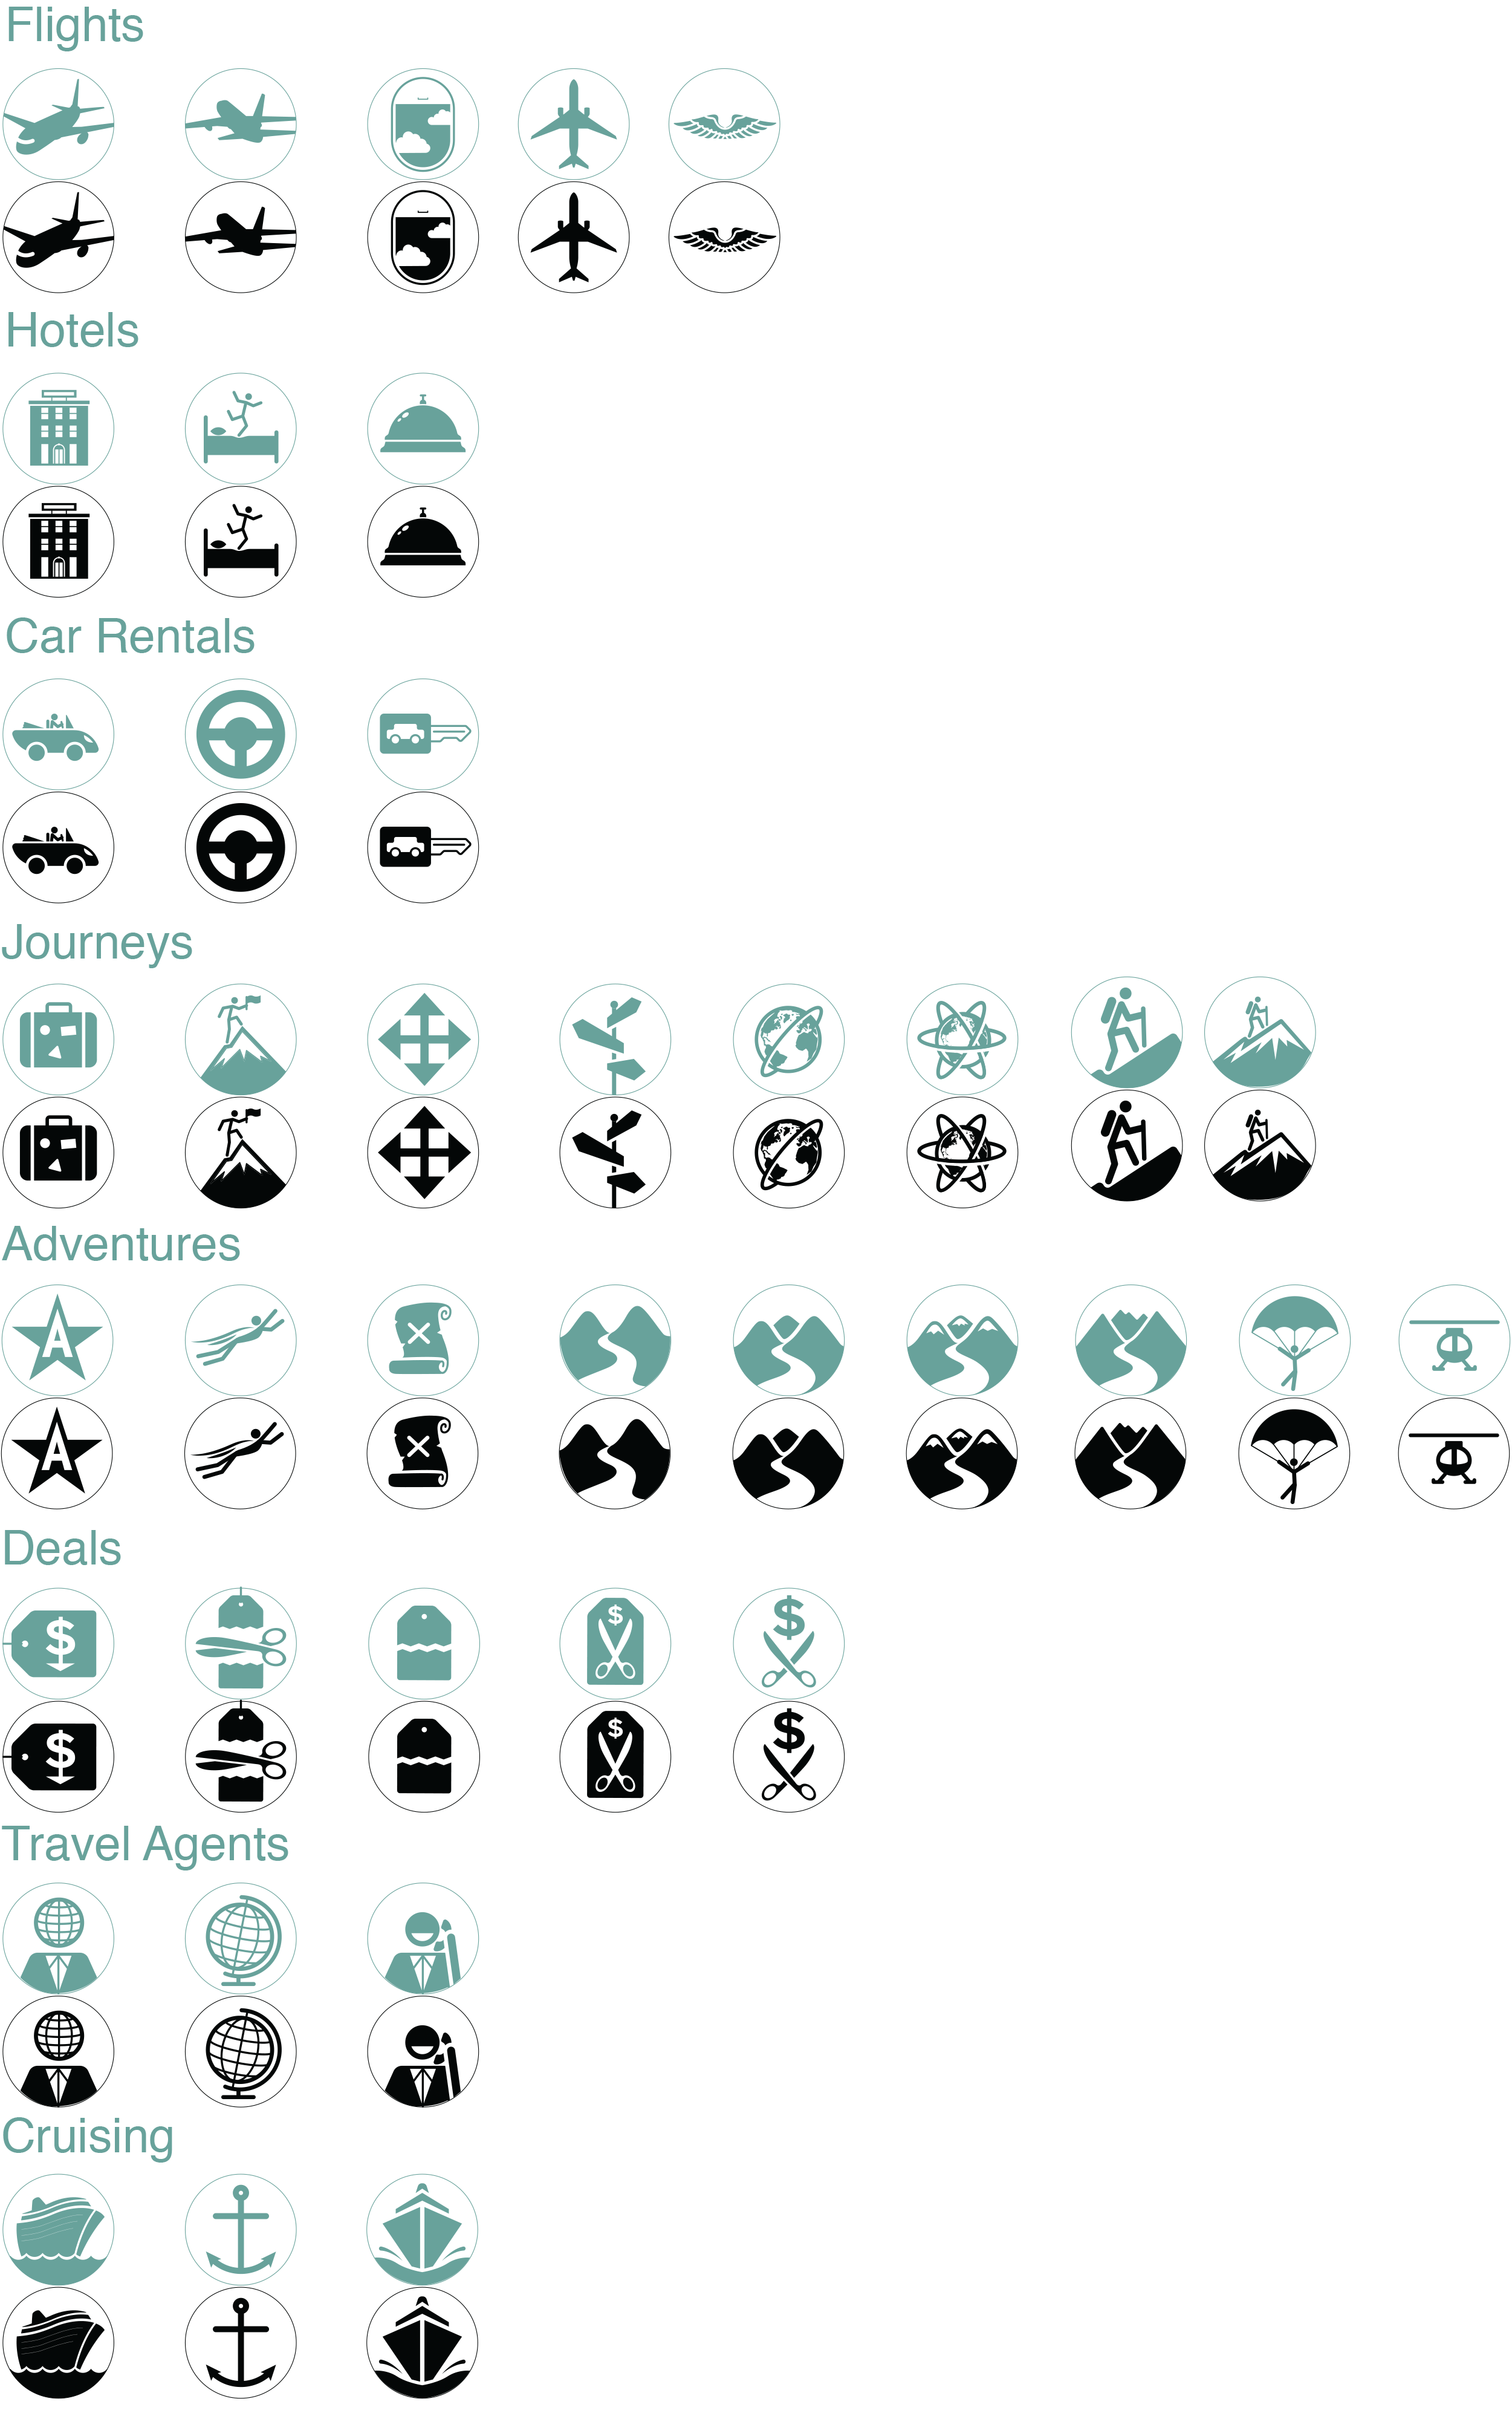 Flights
Hotels
Car Rentals
Journeys
Adventures
A
A
Deals
$
$
$
$
$
$
Travel Agents
Cruising